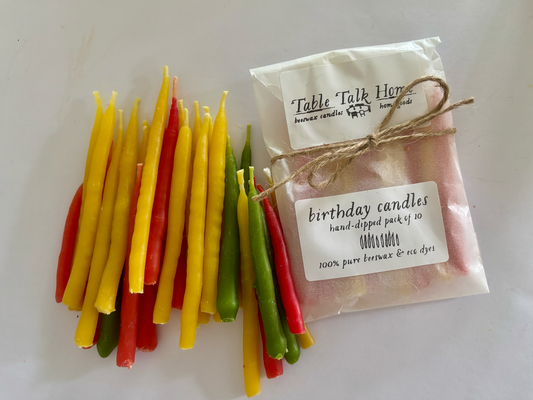 Table Talk Home
beeswax candles home goods
birthday candles
hand-dipped pack of 10
100% pure beeswax & eco dyes